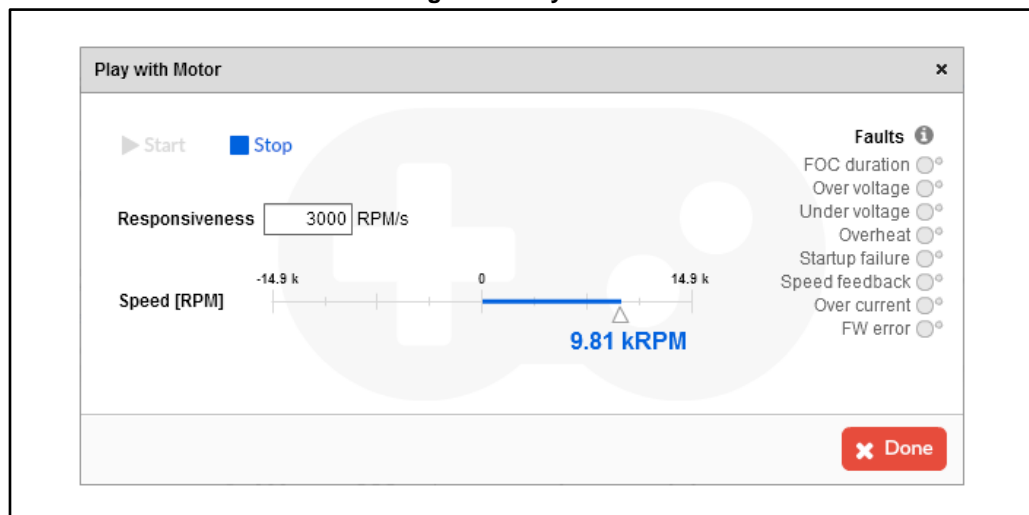 Play with Motor ×
Start Stop
Responsiveness 3000 RPM/s
-14.9 k 0 14.9 k
Speed [RPM]
9.81 kRPM
Faults i
FOC duration
Over voltage
Under voltage
Overheat
Startup failure
Speed feedback
Over current
FW error
Done